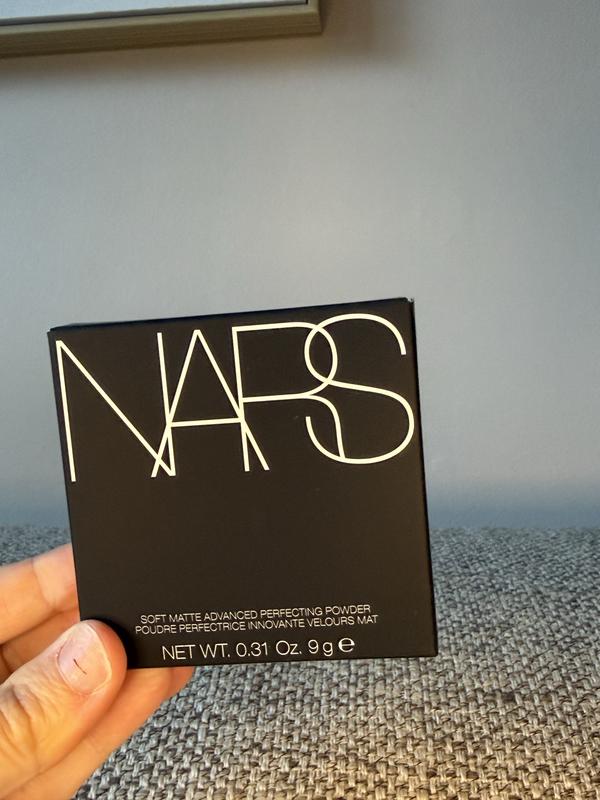 NARS
SOFT MATTE ADVANCED PERFECTING POWDER
POUDRE PERFECTRICE INNOVANTE VELOURS MAT
NET WT. 0.31 Oz. 9 g ℮